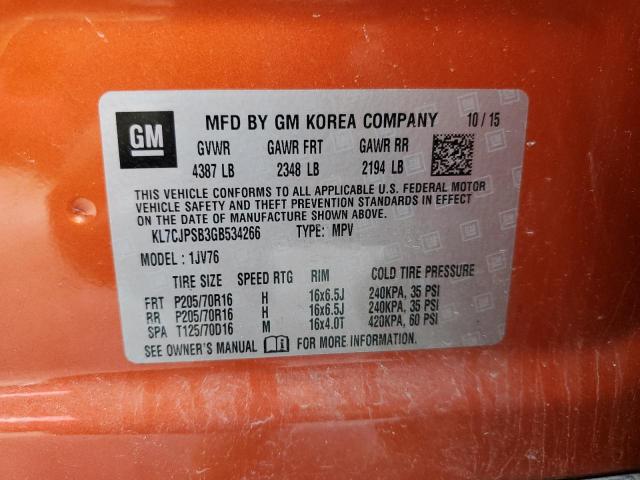 GM
MFD BY GM KOREA COMPANY 10 / 15
GVWR GAWR FRT GAWR RR
4387 LB 2348 LB 2194 LB
THIS VEHICLE CONFORMS TO ALL APPLICABLE U.S. FEDERAL MOTOR
VEHICLE SAFETY AND THEFT PREVENTION STANDARDS IN EFFECT
ON THE DATE OF MANUFACTURE SHOWN ABOVE.
KL7CJPSB3GB534266 TYPE: MPV
MODEL : 1JV76
TIRE SIZE SPEED RTG RIM COLD TIRE PRESSURE
FRT P205/70R16 H 16x6.5J 240KPA, 35 PSI
RR P205/70R16 H 16x6.5J 240KPA, 35 PSI
SPA T125/70D16 M 16x4.0T 420KPA, 60 PSI
SEE OWNER'S MANUAL FOR MORE INFORMATION.